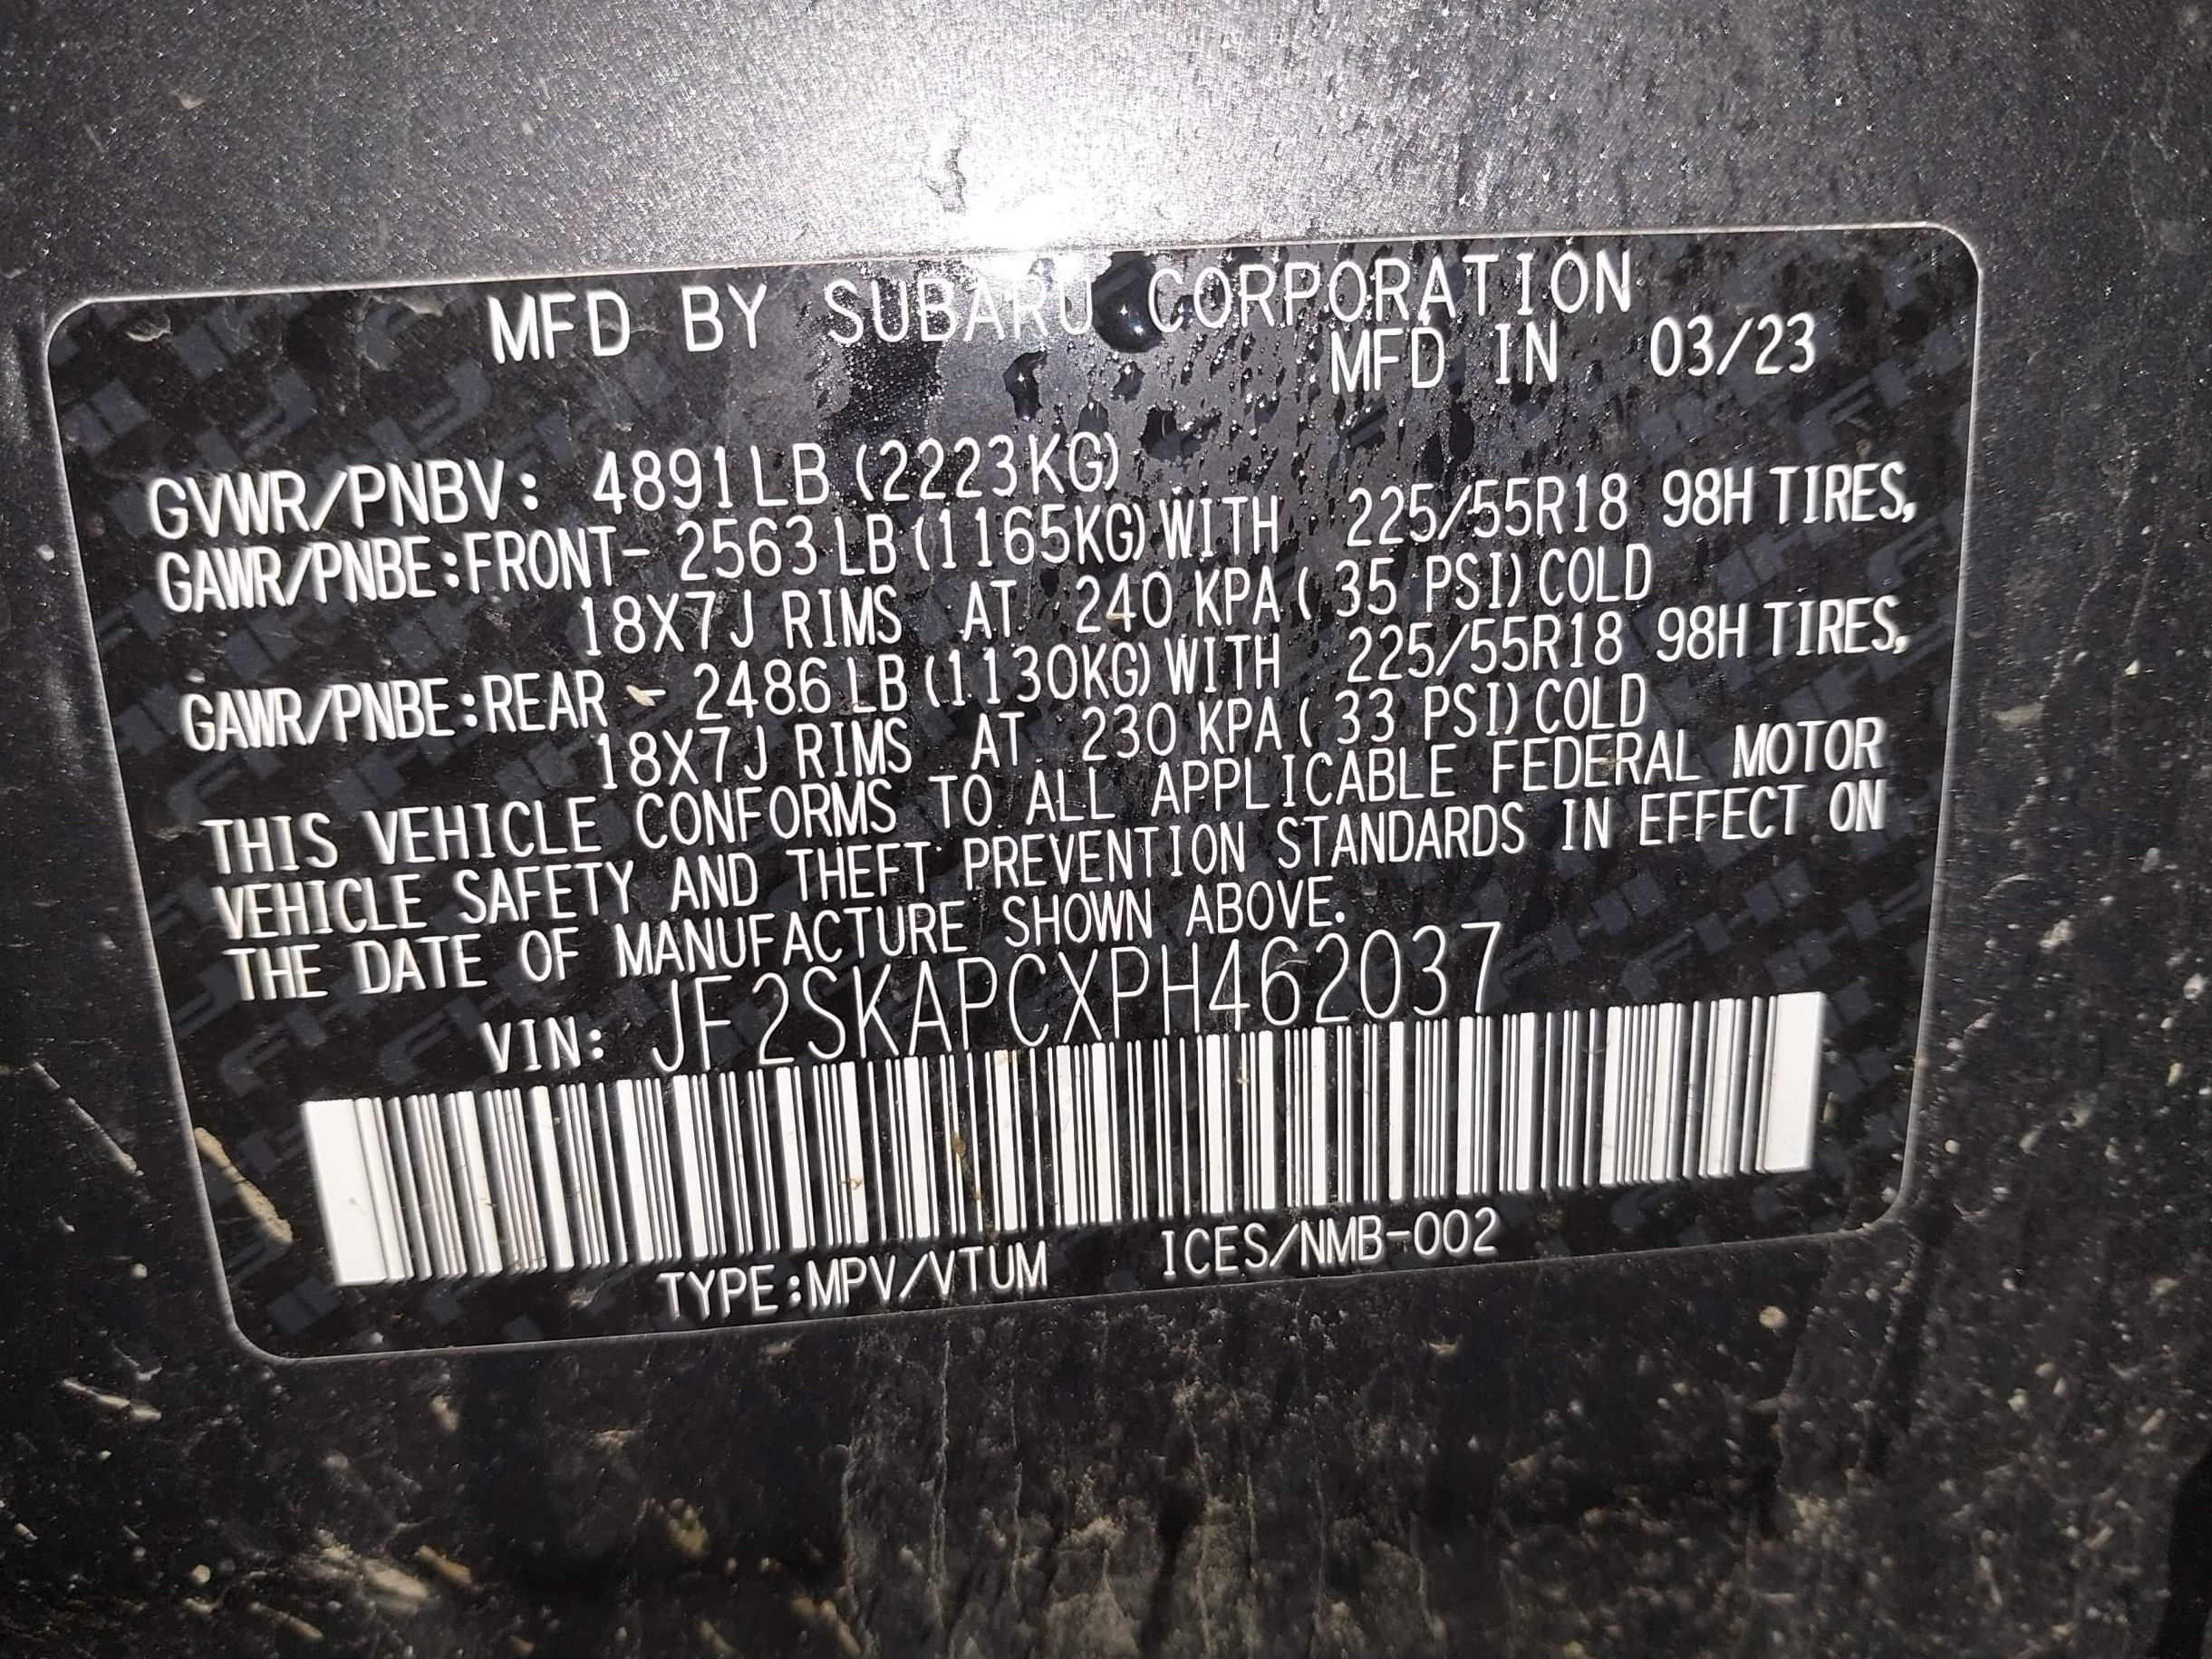 MFD BY SUBARU CORPORATION
MFD IN 03/23
GVWR/PNBV: 4891LB (2223KG)
GAWR/PNBE:FRONT- 2563 LB (1165KG) WITH 225/55R18 98H TIRES,
18X7J RIMS AT 240 KPA ( 35 PSI) COLD
GAWR/PNBE:REAR - 2486 LB (1130KG) WITH 225/55R18 98H TIRES,
18X7J RIMS AT 230 KPA ( 33 PSI) COLD
THIS VEHICLE CONFORMS TO ALL APPLICABLE FEDERAL MOTOR
VEHICLE SAFETY AND THEFT PREVENTION STANDARDS IN EFFECT ON
THE DATE OF MANUFACTURE SHOWN ABOVE.
VIN: JF2SKAPCXPH462037
TYPE:MPV/VTUM ICES/NMB-002